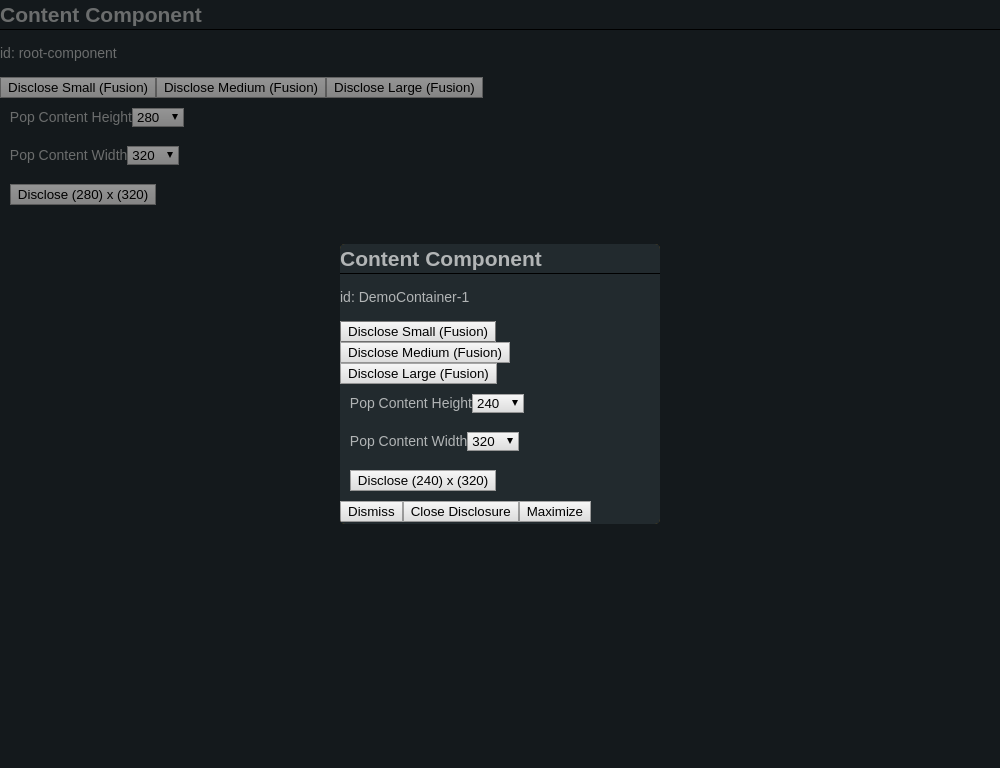 Content Component
id: root-component
Disclose Small (Fusion) Disclose Medium (Fusion) Disclose Large (Fusion)
Pop Content Height 280
Pop Content Width 320
Disclose (280) x (320)
Content Component
id: DemoContainer-1
Disclose Small (Fusion)
Disclose Medium (Fusion)
Disclose Large (Fusion)
Pop Content Height 240
Pop Content Width 320
Disclose (240) x (320)
Dismiss Close Disclosure Maximize